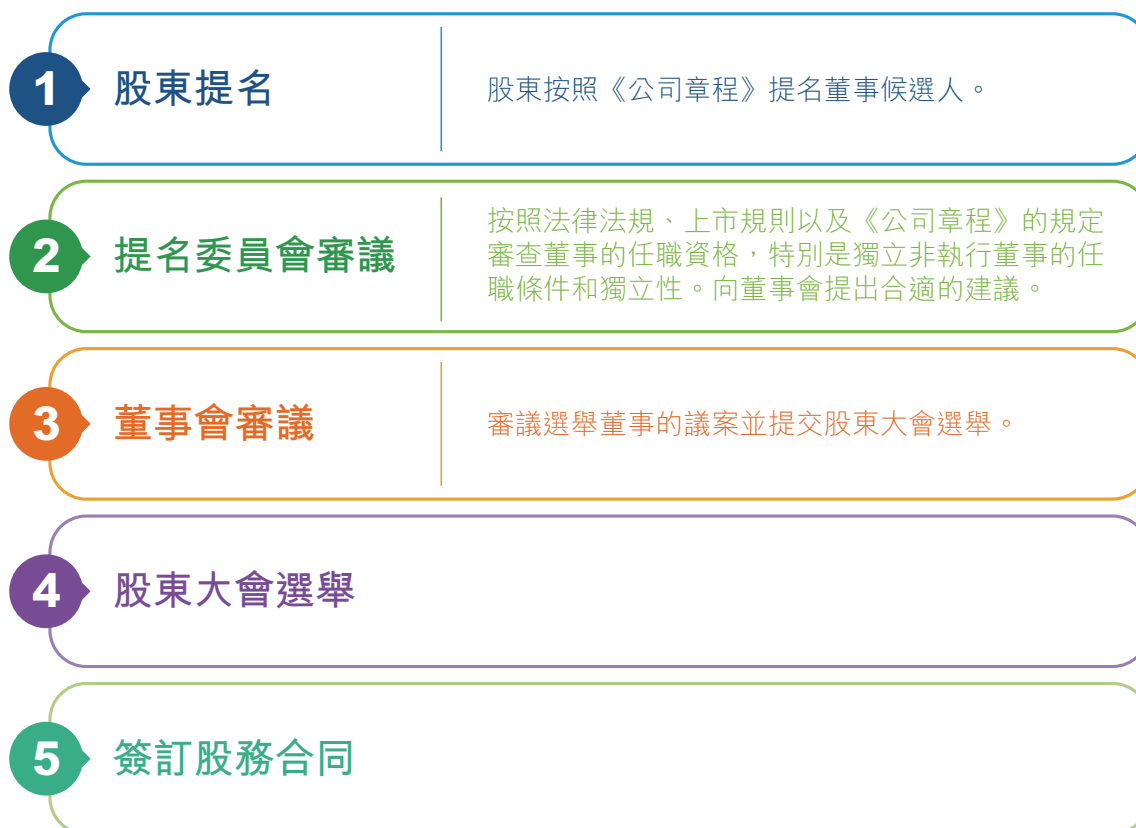 1
股東提名
股東按照《公司章程》提名董事候選人。
2
提名委員會審議
按照法律法規、上市規則以及《公司章程》的規定
審查董事的任職資格，特別是獨立非執行董事的任
職條件和獨立性。向董事會提出合適的建議。
3
董事會審議
審議選舉董事的議案並提交股東大會選舉。
4
股東大會選舉
5
簽訂股務合同